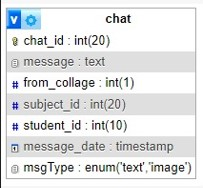 chat
chat_id : int(20)
message : text
from_collage : int(1)
subject_id : int(20)
student_id : int(10)
message_date : timestamp
msgType : enum('text','image')